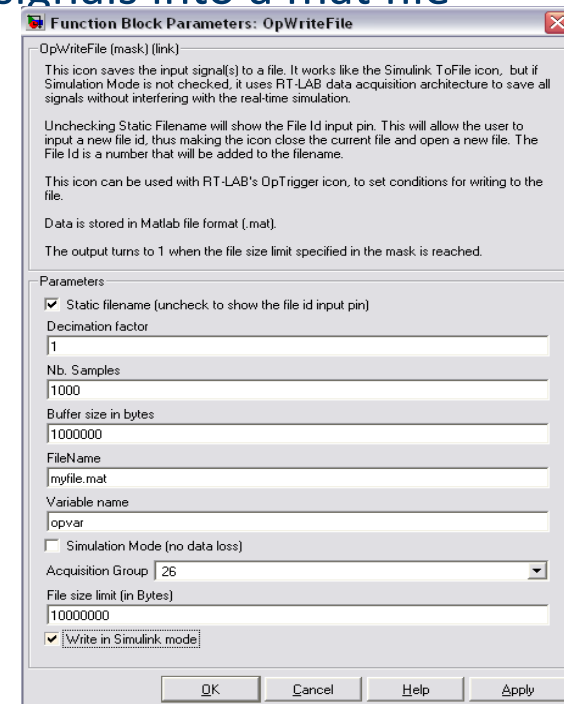 signals into a mat file
Function Block Parameters: OpWriteFile
OpWriteFile (mask) (link)
This icon saves the input signal(s) to a file. It works like the Simulink ToFile icon, but if
Simulation Mode is not checked, it uses RT-LAB data acquisition architecture to save all
signals without interfering with the real-time simulation.
Unchecking Static Filename will show the File Id input pin. This will allow the user to
input a new file id, thus making the icon close the current file and open a new file. The
File Id is a number that will be added to the filename.
This icon can be used with RT-LAB's OpTrigger icon, to set conditions for writing to the
file.
Data is stored in Matlab file format (.mat).
The output turns to 1 when the file size limit specified in the mask is reached.
Parameters
Static filename (uncheck to show the file id input pin)
Decimation factor
1
Nb. Samples
1000
Buffer size in bytes
1000000
FileName
myfile.mat
Variable name
opvar
Simulation Mode (no data loss)
Acquisition Group 26
File size limit (in Bytes)
10000000
Write in Simulink mode
OK Cancel Help Apply